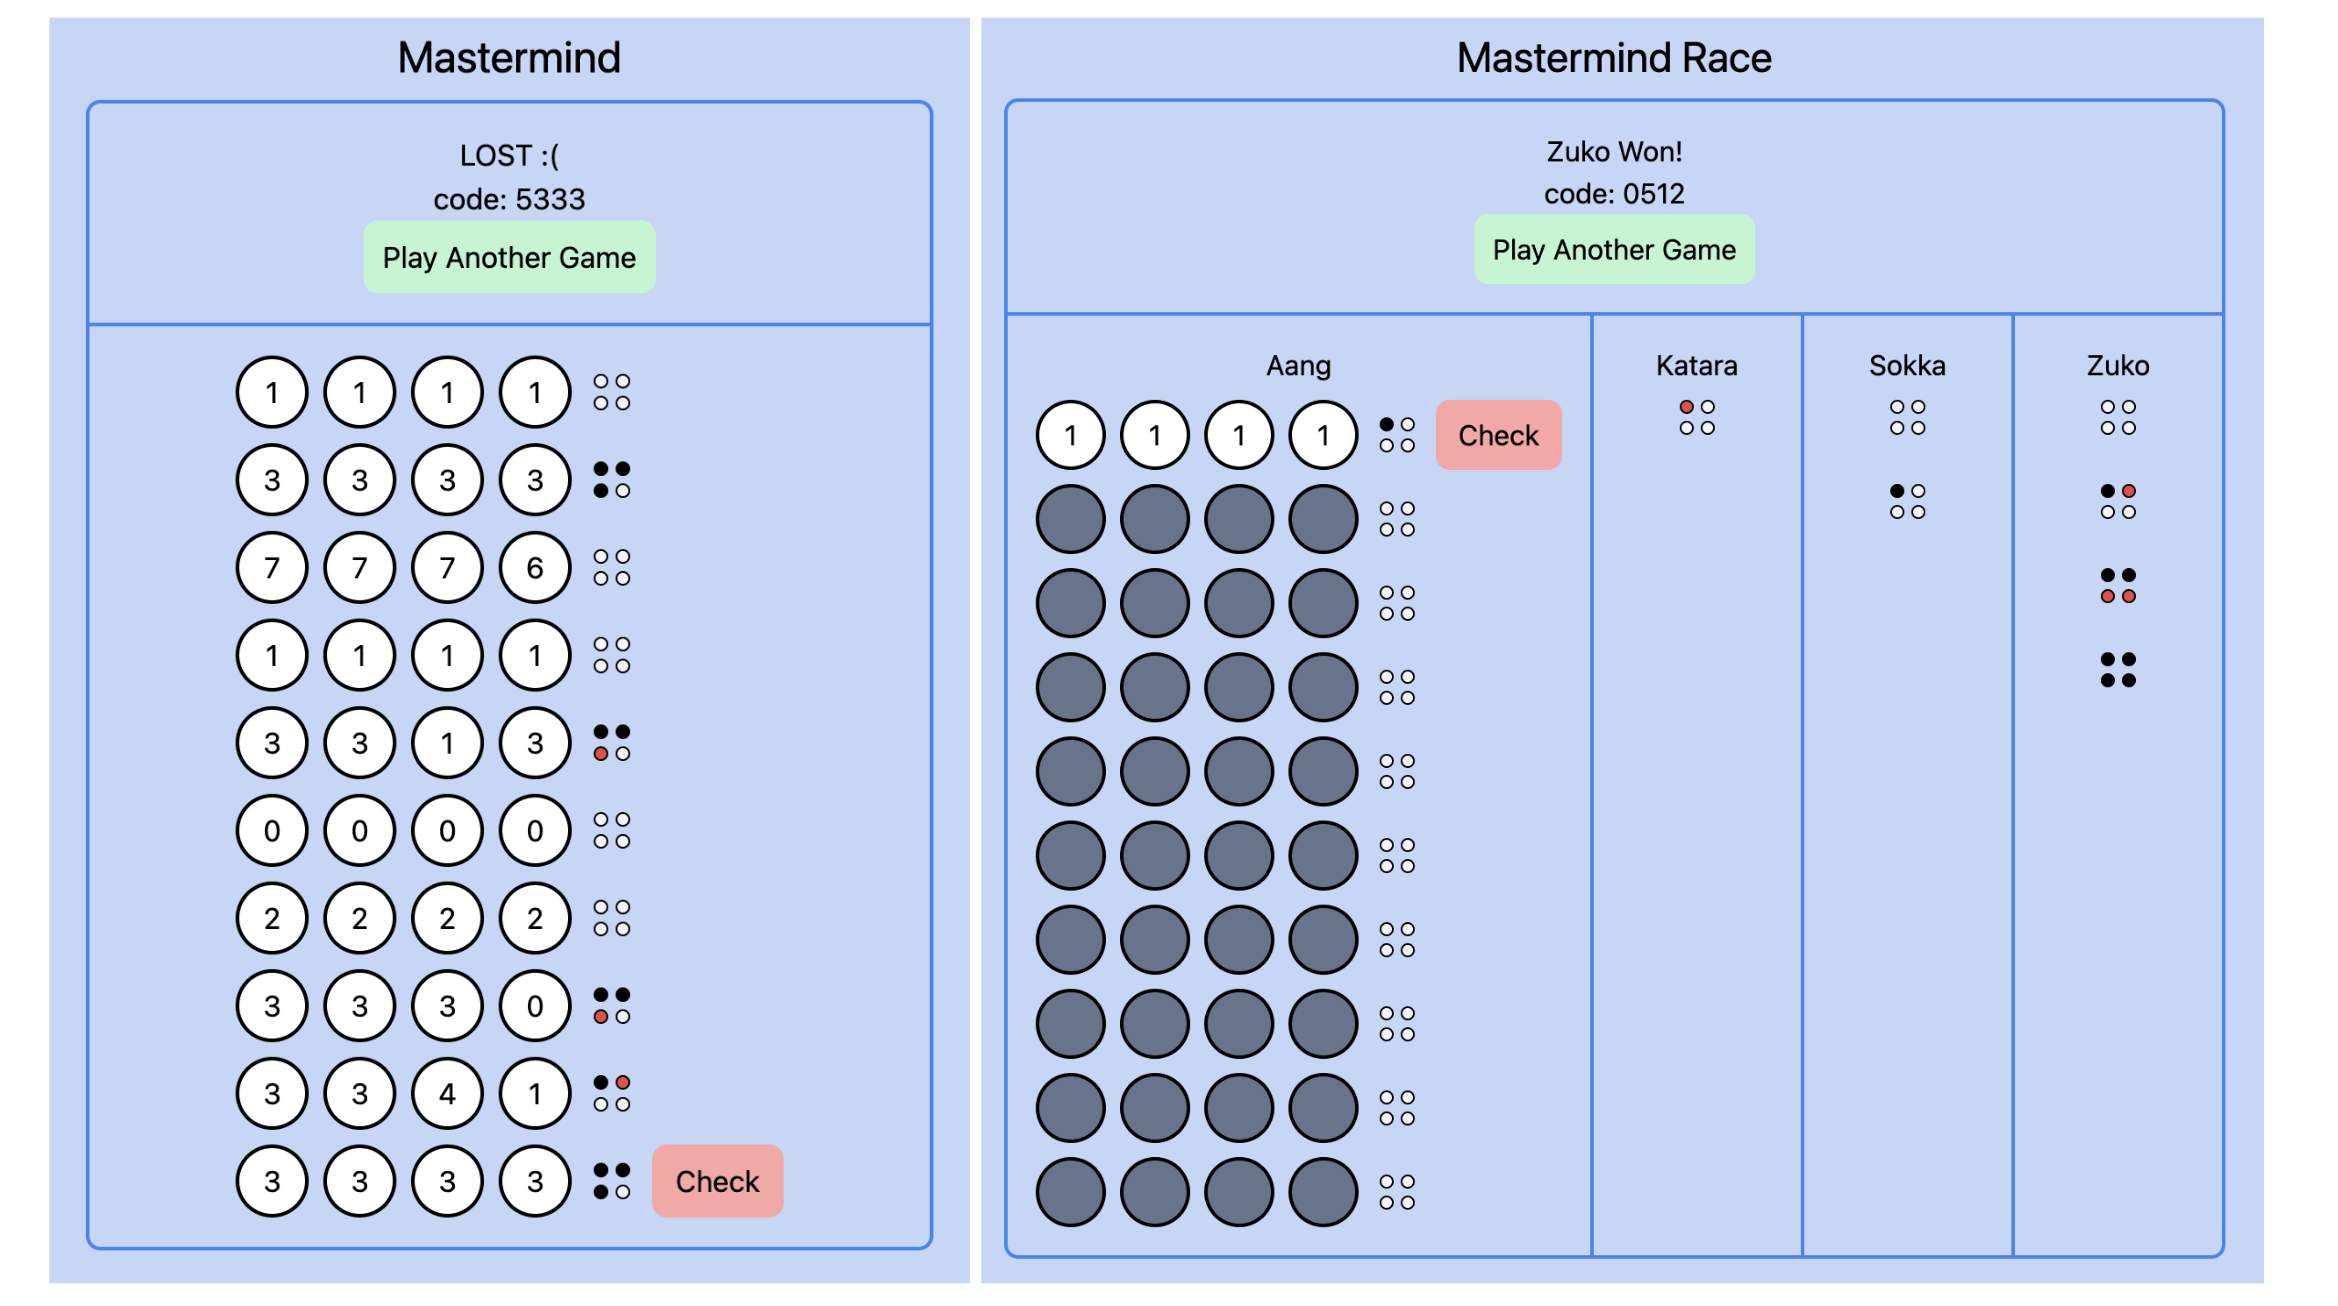 Mastermind
LOST :(
code: 5333
Play Another Game
1 1 1 1
3 3 3 3
7 7 7 6
1 1 1 1
3 3 1 3
0 0 0 0
2 2 2 2
3 3 3 0
3 3 4 1
3 3 3 3 Check
Mastermind Race
Zuko Won!
code: 0512
Play Another Game
Aang Katara Sokka Zuko
1 1 1 1 Check